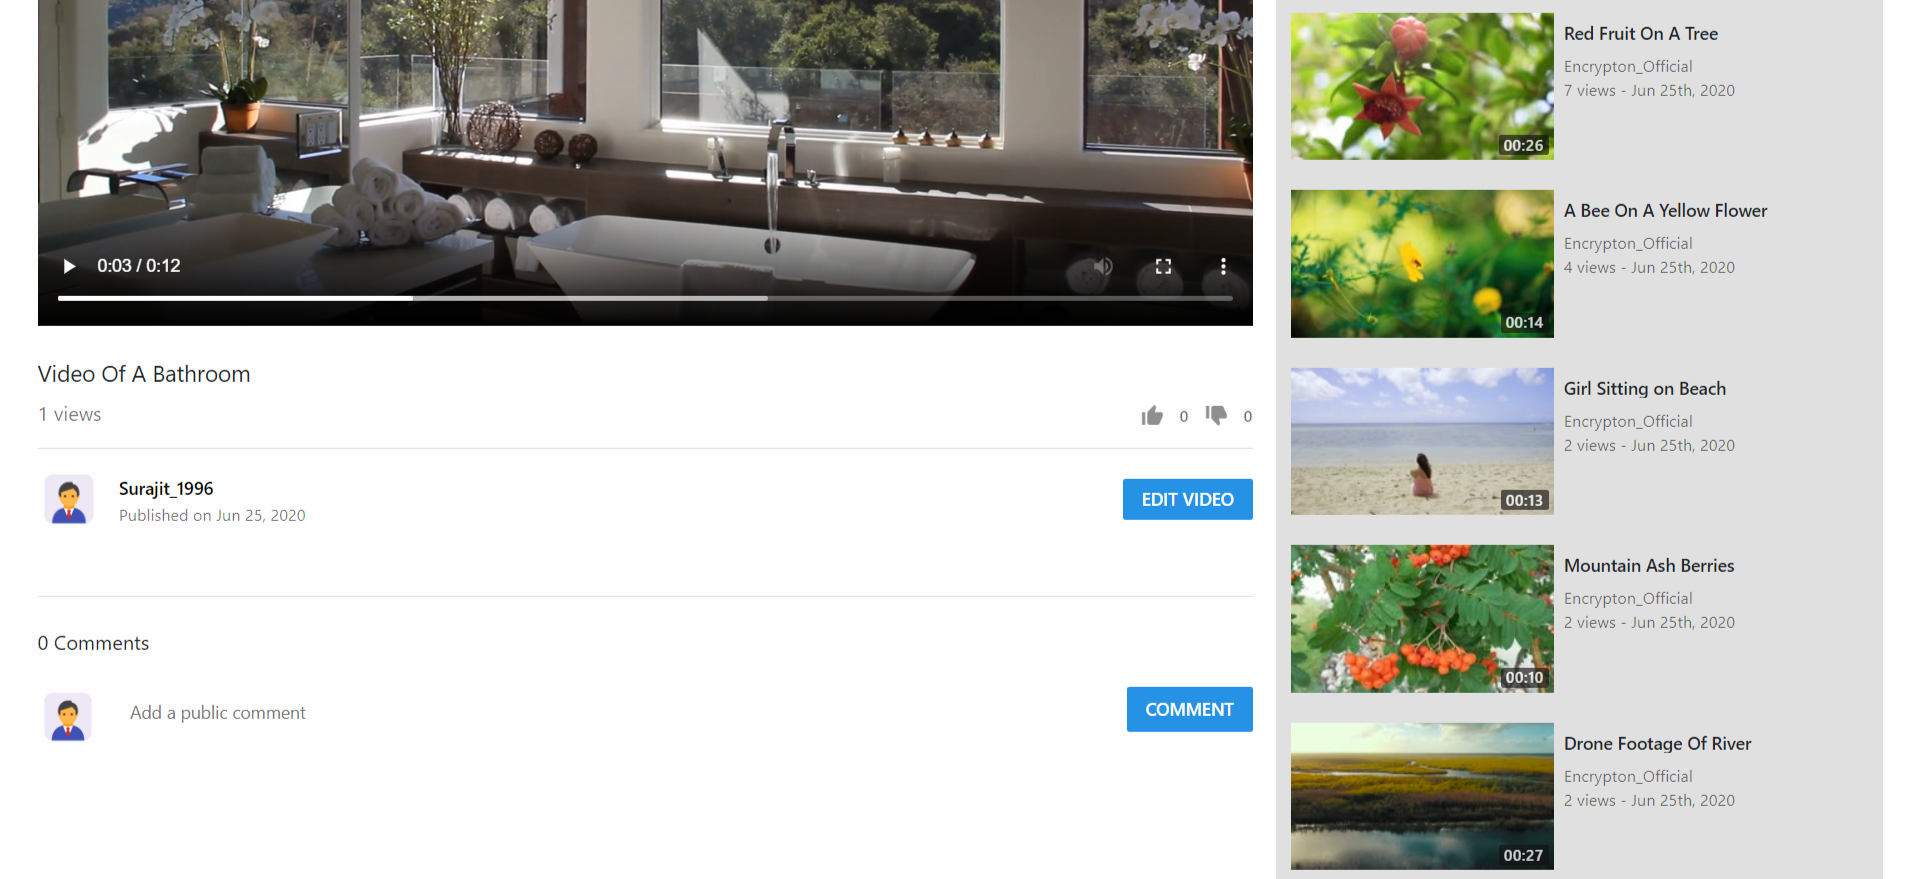 0:03 / 0:12
Video Of A Bathroom
1 views
0
0
Surajit_1996
Published on Jun 25, 2020
EDIT VIDEO
0 Comments
Add a public comment
COMMENT
00:26
Red Fruit On A Tree
Encrypton_Official
7 views - Jun 25th, 2020
00:14
A Bee On A Yellow Flower
Encrypton_Official
4 views - Jun 25th, 2020
00:13
Girl Sitting on Beach
Encrypton_Official
2 views - Jun 25th, 2020
00:10
Mountain Ash Berries
Encrypton_Official
2 views - Jun 25th, 2020
00:27
Drone Footage Of River
Encrypton_Official
2 views - Jun 25th, 2020